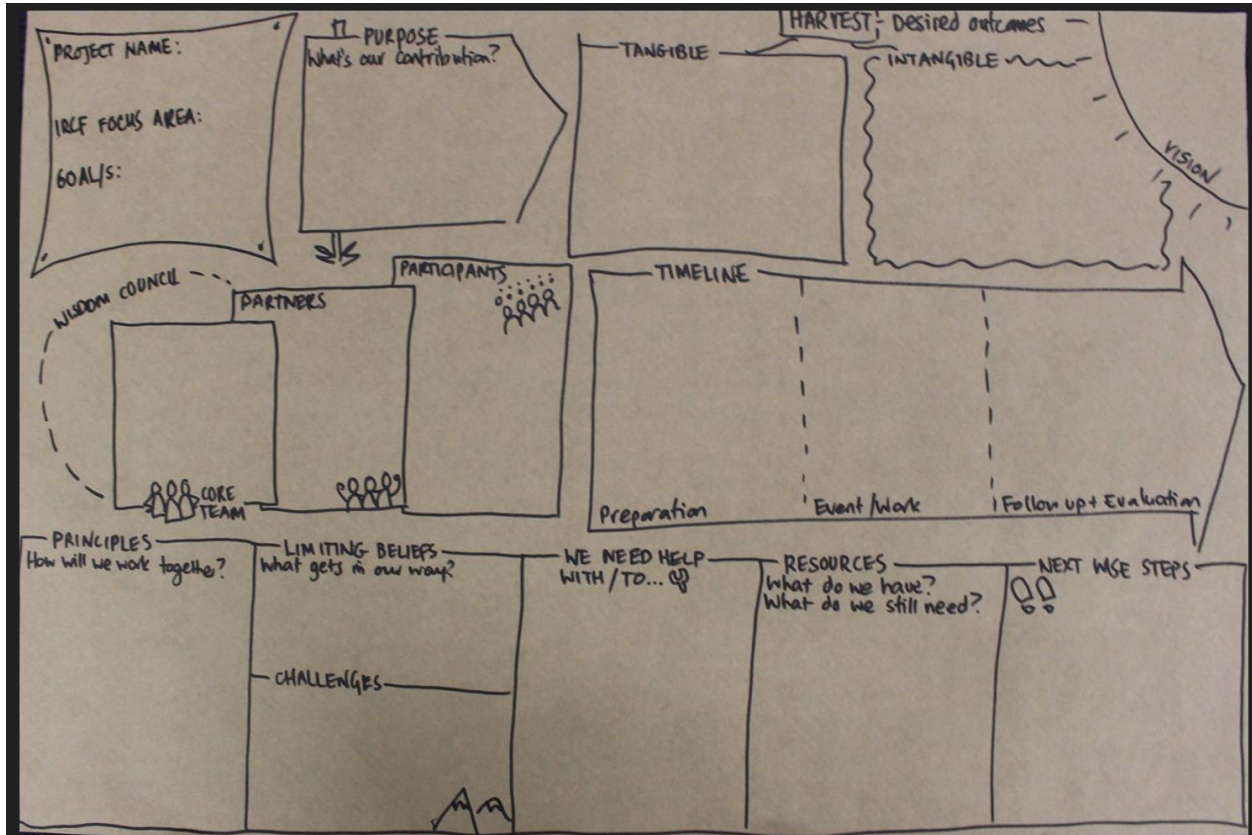 PROJECT NAME:
IRCF FOCUS AREA:
GOAL/S:
PURPOSE
What's our contribution?
HARVEST: Desired outcomes
TANGIBLE
INTANGIBLE
VISION
WISDOM COUNCIL
PARTNERS
PARTICIPANTS
CORE
TEAM
TIMELINE
Preparation
Event/Work
Follow up + Evaluation
PRINCIPLES
How will we work together?
LIMITING BELIEFS
What gets in our way?
CHALLENGES
WE NEED HELP
WITH/TO...
RESOURCES
What do we have?
What do we still need?
NEXT WISE STEPS